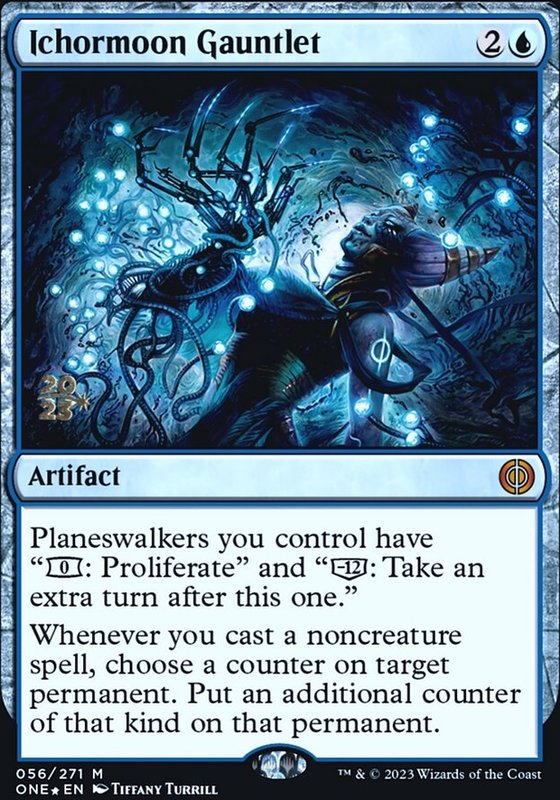 Ichormoon Gauntlet 2
20
23
Artifact
Planeswalkers you control have
“0: Proliferate” and “-12: Take an
extra turn after this one.”
Whenever you cast a noncreature
spell, choose a counter on target
permanent. Put an additional counter
of that kind on that permanent.
056/271 M
ONE★EN Tiffany Turrill
™ & © 2023 Wizards of the Coast